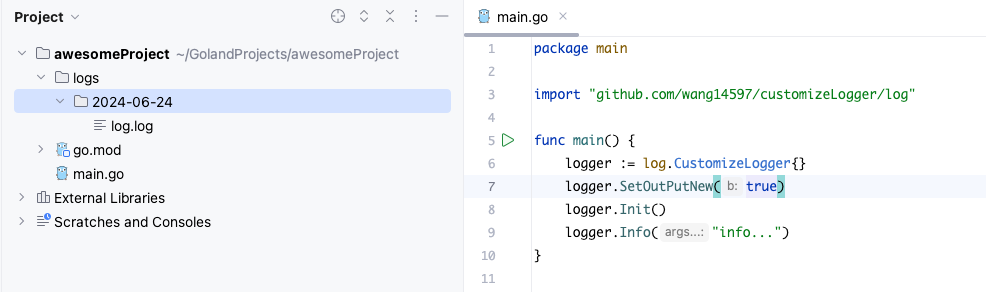 Project
awesomeProject ~/GolandProjects/awesomeProject
logs
2024-06-24
log.log
go.mod
main.go
External Libraries
Scratches and Consoles
main.go
1 package main
2
3 import "github.com/wang14597/customizeLogger/log"
4
5 func main() {
6 logger := log.CustomizeLogger{}
7 logger.SetOutPutNew( b: true)
8 logger.Init()
9 logger.Info( args...: "info...")
10 }
11